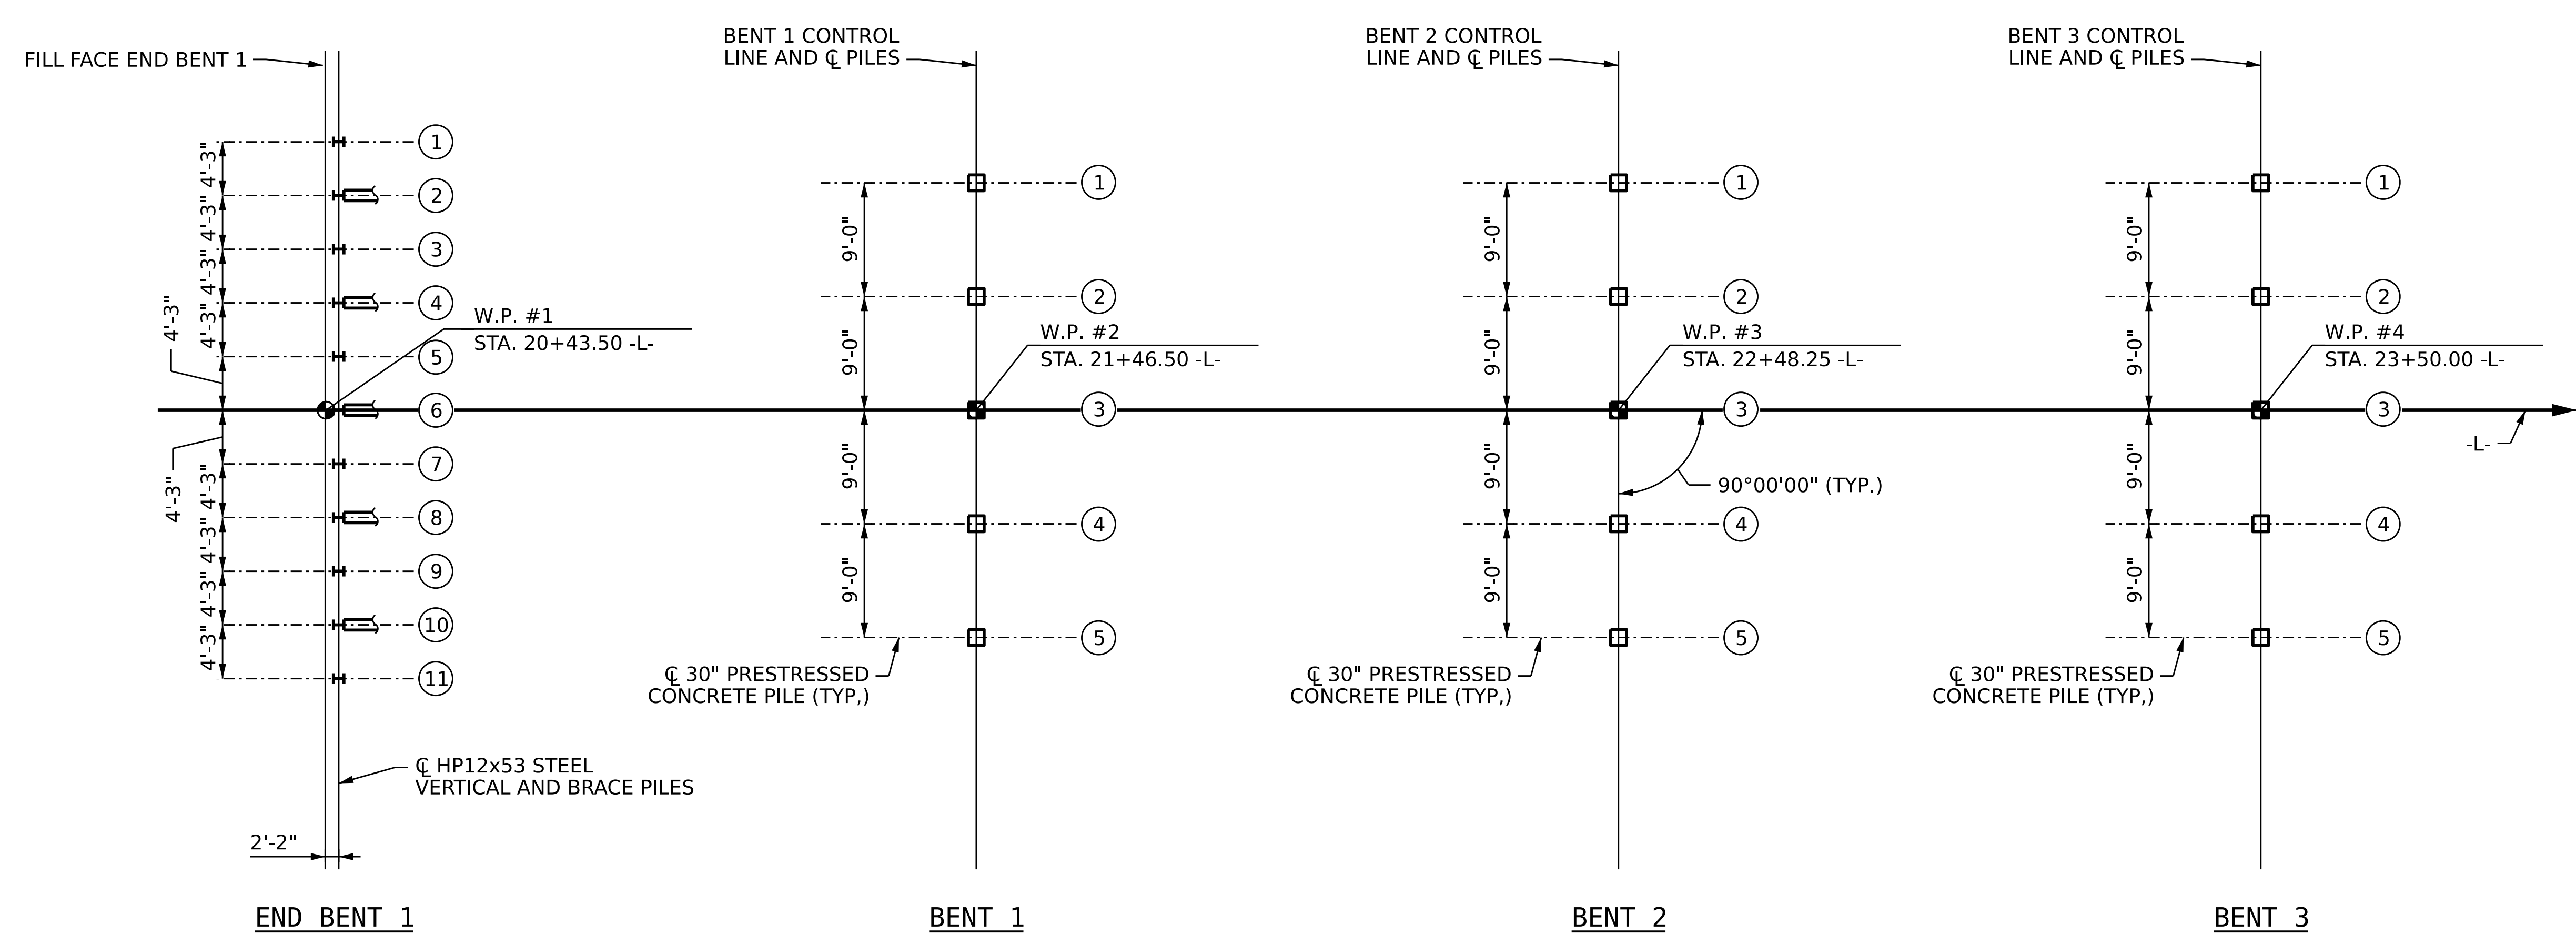 FILL FACE END BENT 1
4'-3"
4'-3"
4'-3"
4'-3"
4'-3"
4'-3"
4'-3"
4'-3"
4'-3"
4'-3"
1
2
3
4
5
6
7
8
9
10
11
W.P. #1
STA. 20+43.50 -L-
℄ HP12x53 STEEL
VERTICAL AND BRACE PILES
2'-2"
END BENT 1
BENT 1 CONTROL
LINE AND ℄ PILES
9'-0"
9'-0"
9'-0"
9'-0"
1
2
3
4
5
W.P. #2
STA. 21+46.50 -L-
℄ 30" PRESTRESSED
CONCRETE PILE (TYP,)
BENT 1
BENT 2 CONTROL
LINE AND ℄ PILES
9'-0"
9'-0"
9'-0"
9'-0"
1
2
3
4
5
W.P. #3
STA. 22+48.25 -L-
90°00'00" (TYP.)
℄ 30" PRESTRESSED
CONCRETE PILE (TYP,)
BENT 2
BENT 3 CONTROL
LINE AND ℄ PILES
9'-0"
9'-0"
9'-0"
9'-0"
1
2
3
4
5
W.P. #4
STA. 23+50.00 -L-
-L-
℄ 30" PRESTRESSED
CONCRETE PILE (TYP,)
BENT 3